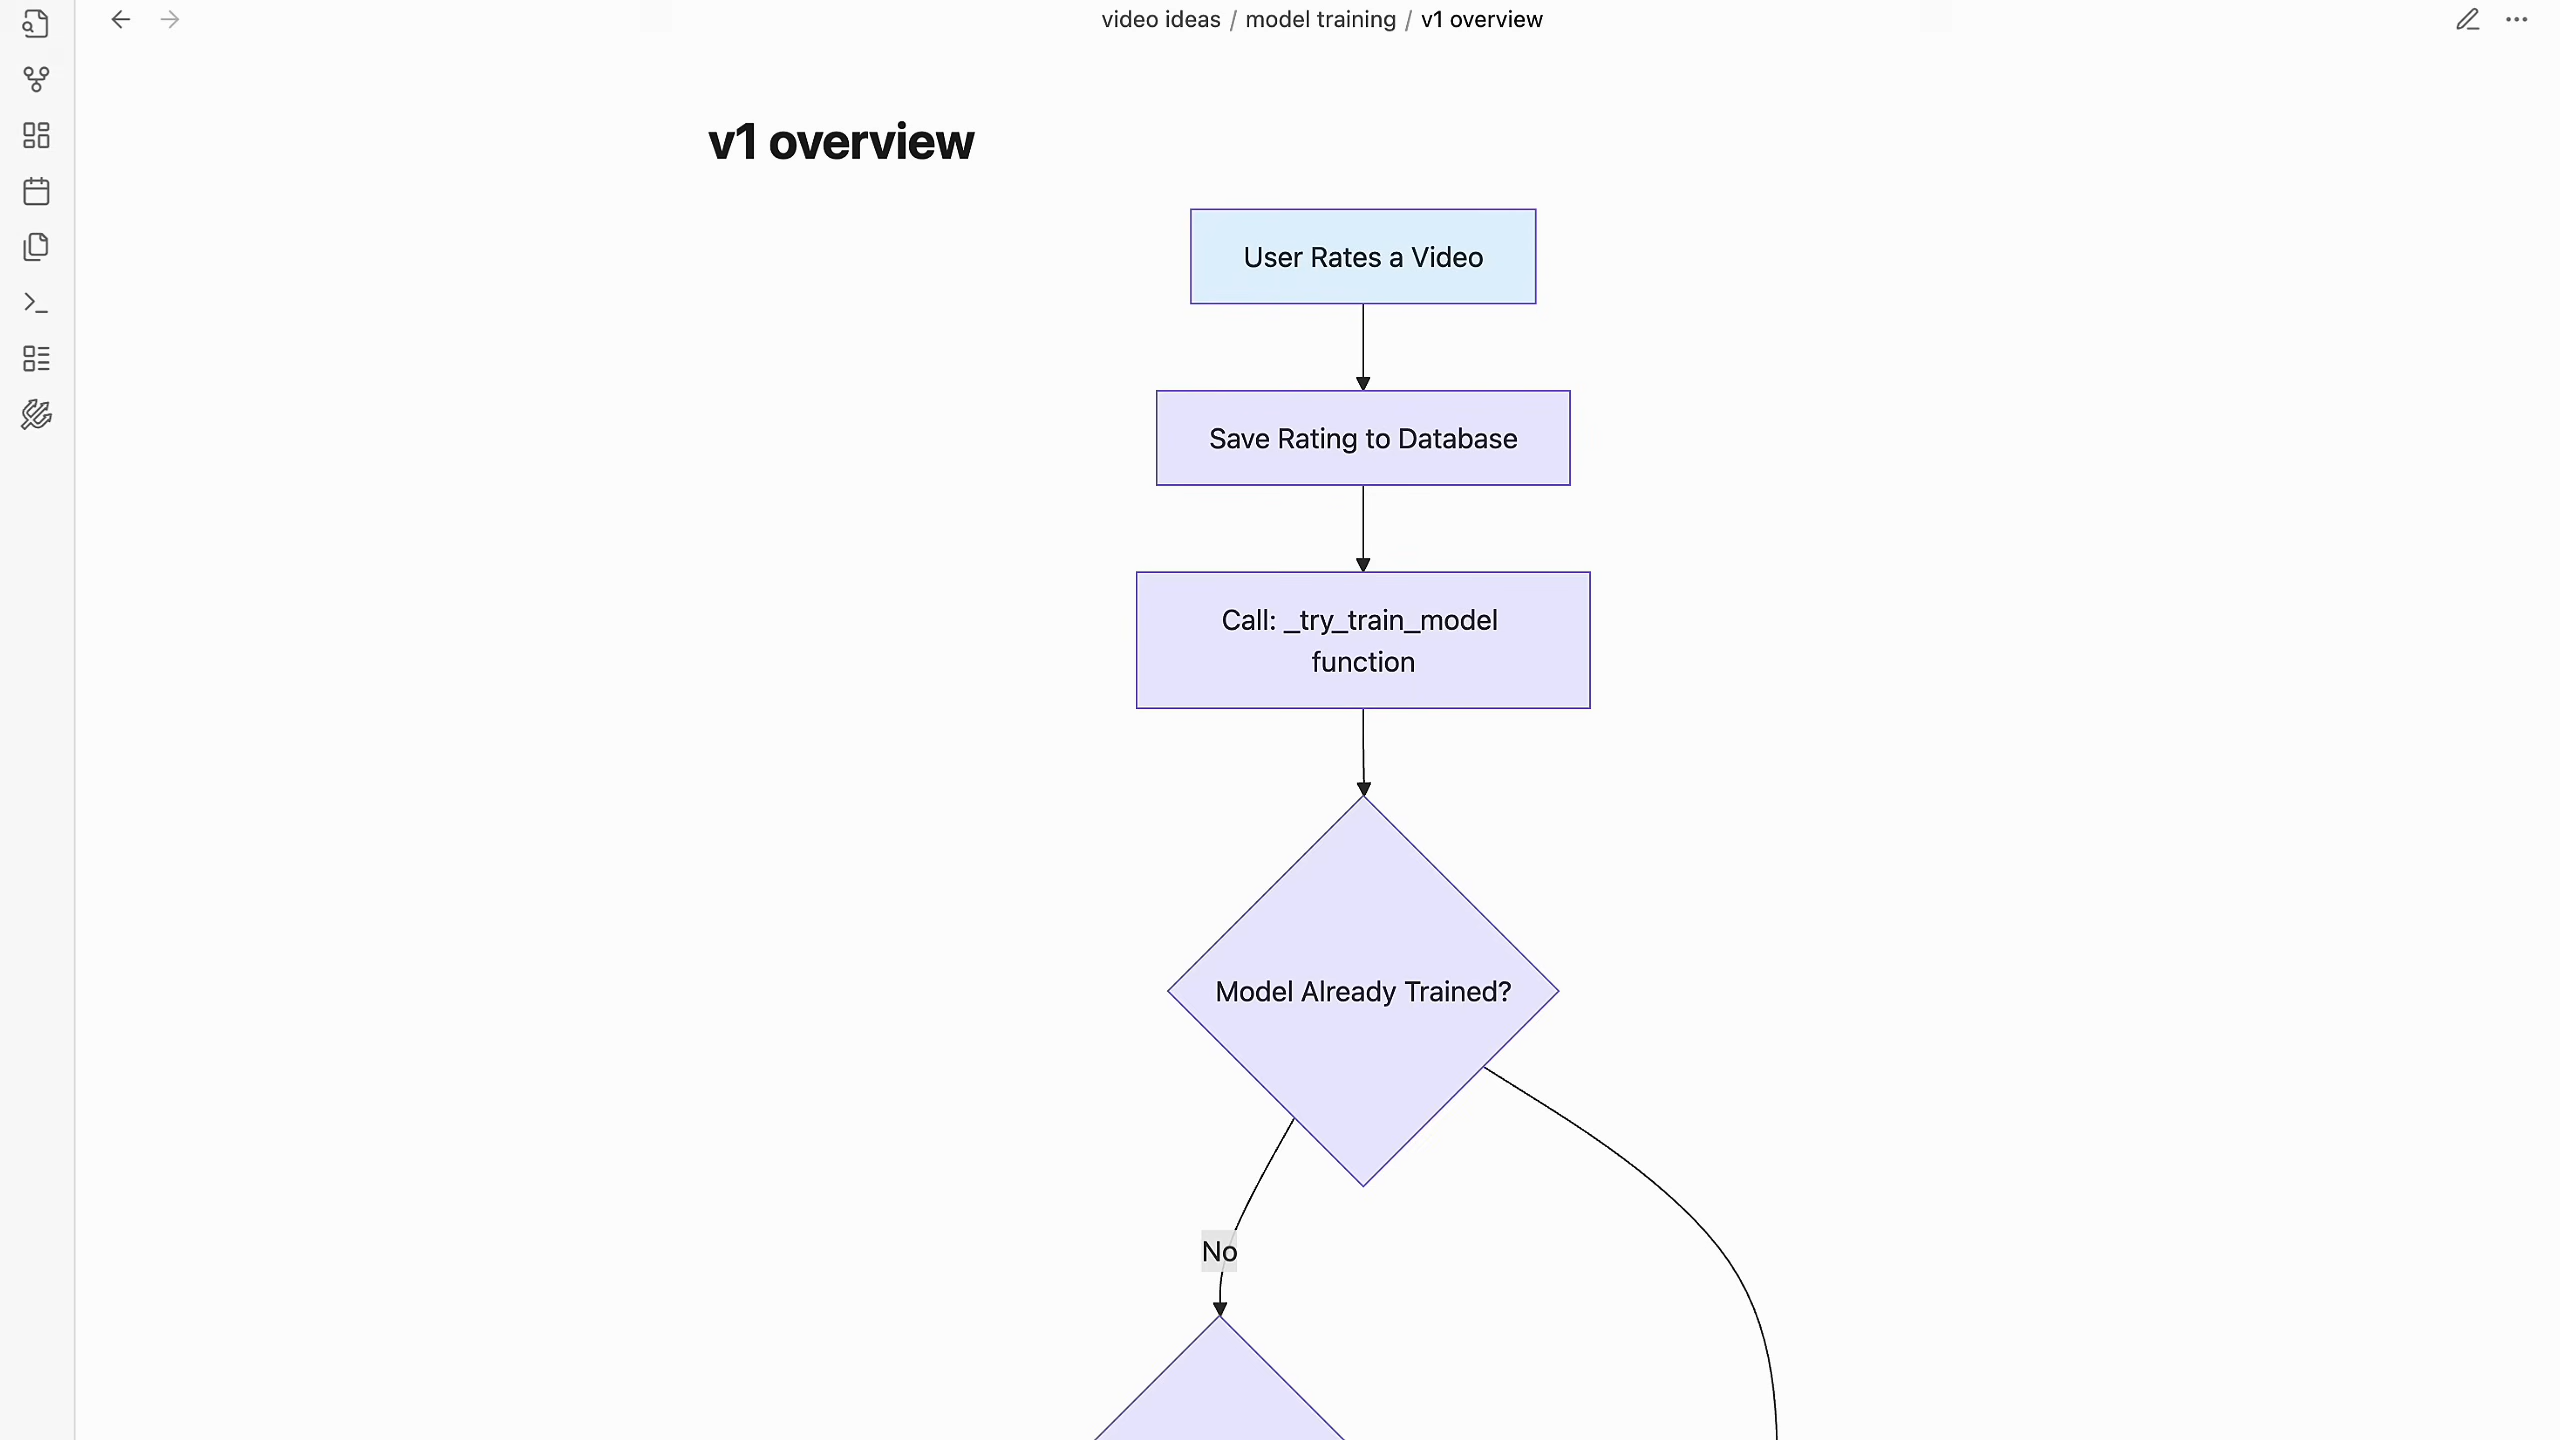 video ideas / model training / v1 overview
v1 overview
User Rates a Video
Save Rating to Database
Call: _try_train_model
function
Model Already Trained?
No